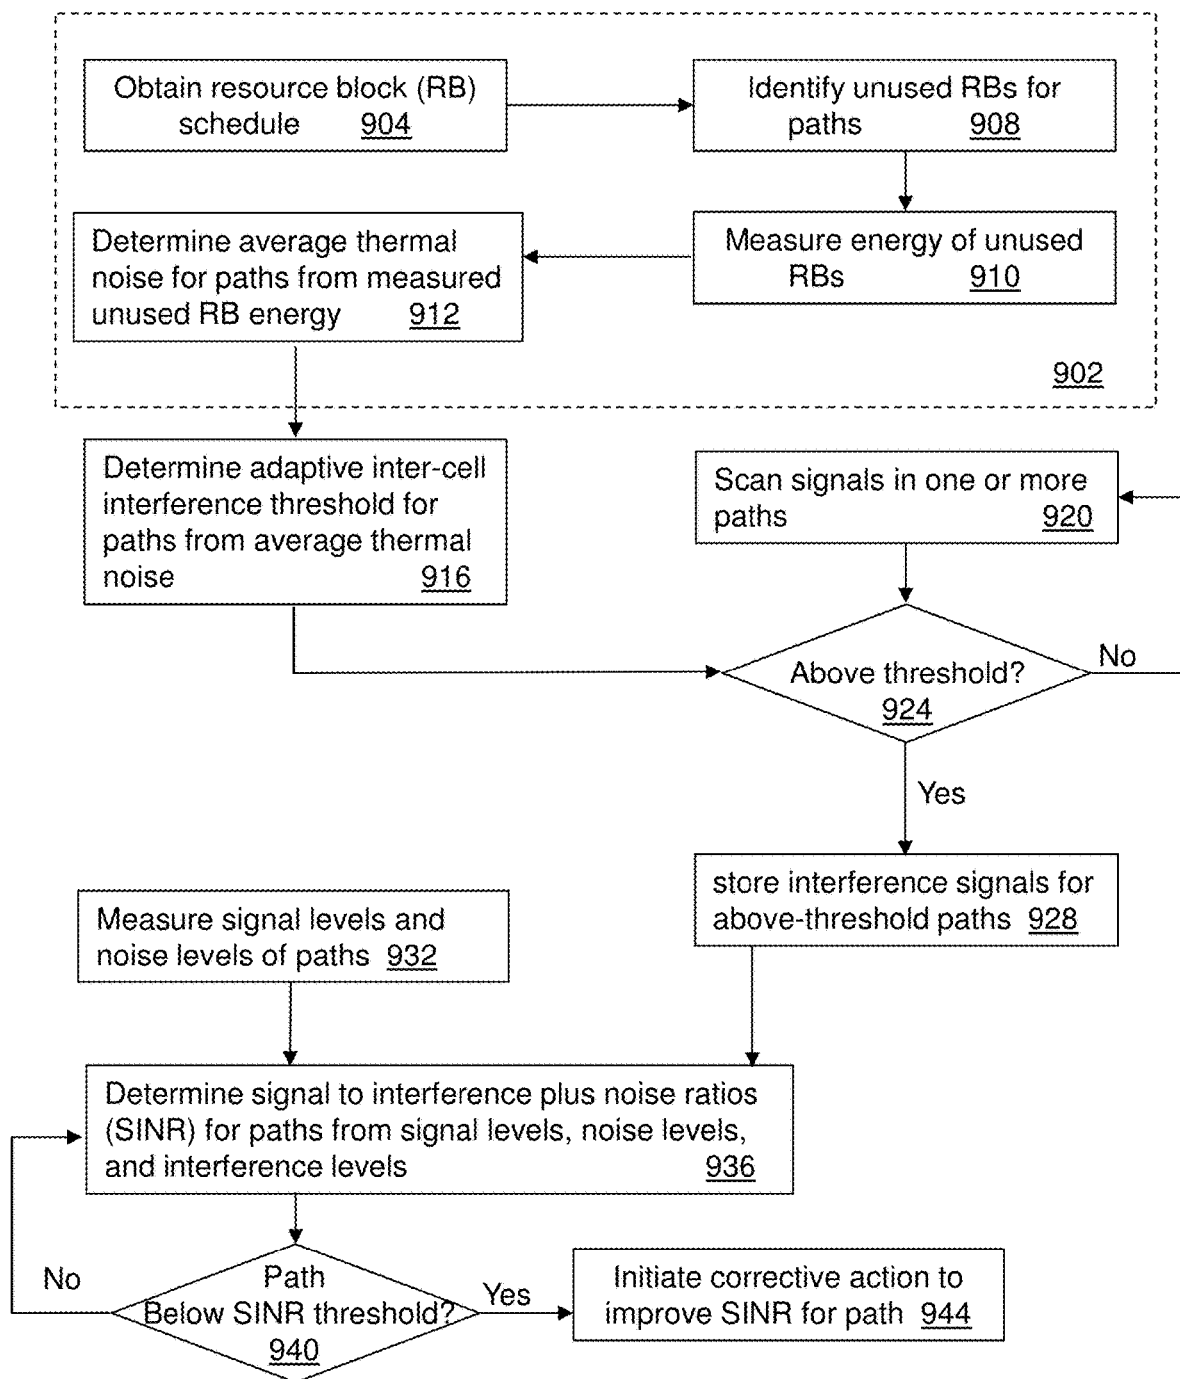 Obtain resource block (RB)
schedule 904
Identify unused RBs for
paths 908
Measure energy of unused
RBs 910
Determine average thermal
noise for paths from measured
unused RB energy 912
902
Determine adaptive inter-cell
interference threshold for
paths from average thermal
noise 916
Scan signals in one or more
paths 920
Above threshold?
924
No
Yes
store interference signals for
above-threshold paths 928
Measure signal levels and
noise levels of paths 932
Determine signal to interference plus noise ratios
(SINR) for paths from signal levels, noise levels,
and interference levels 936
Path
Below SINR threshold?
940
No
Yes
Initiate corrective action to
improve SINR for path 944